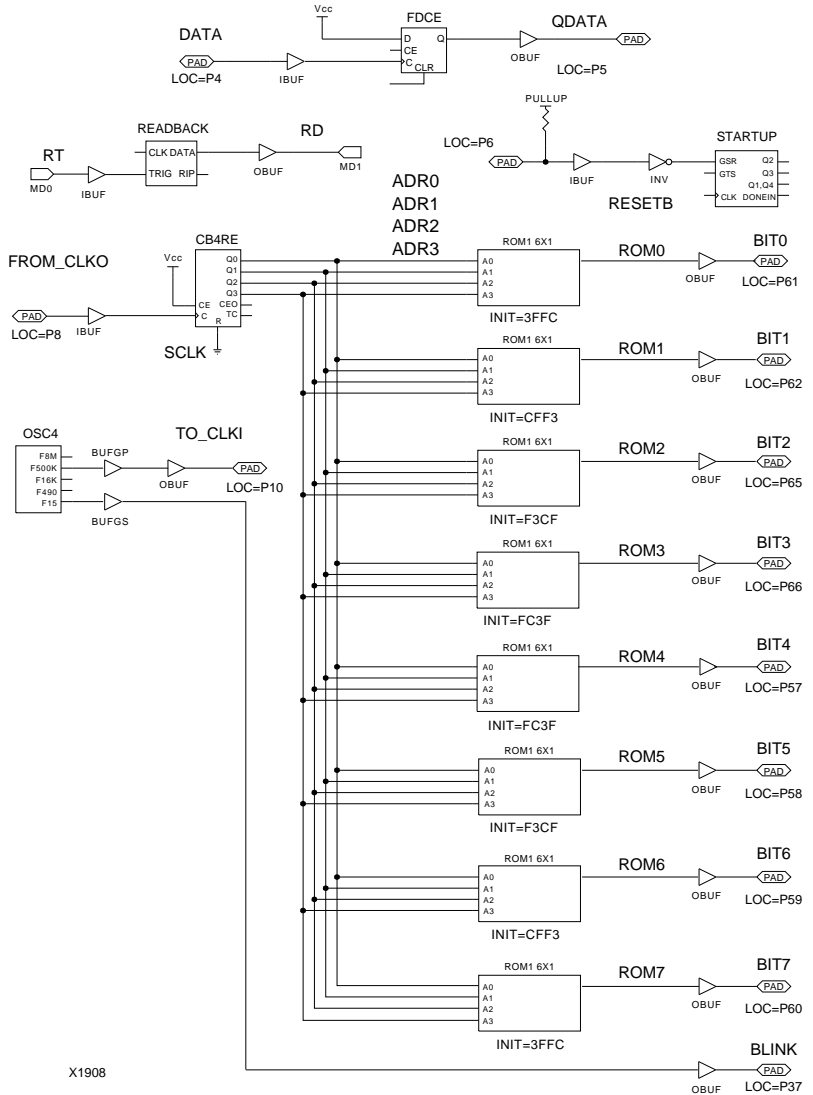 Vcc
FDCE
DATA
QDATA
D
Q
CE
C
CLR
PAD
IBUF
OBUF
PAD
LOC=P4
LOC=P5
PULLUP
READBACK
LOC=P6
STARTUP
RT
RD
CLK DATA
TRIG RIP
MD0
IBUF
OBUF
MD1
PAD
IBUF
INV
GSR
GTS
CLK
Q2
Q3
Q1,Q4
DONEIN
RESETB
ADR0
ADR1
ADR2
ADR3
FROM_CLKO
Vcc
CB4RE
Q0
Q1
Q2
Q3
CE
CEO
C
TC
R
PAD
LOC=P8
IBUF
SCLK
ROM1 6X1
A0
A1
A2
A3
INIT=3FFC
ROM0
OBUF
BIT0
PAD
LOC=P61
ROM1 6X1
A0
A1
A2
A3
INIT=CFF3
ROM1
OBUF
BIT1
PAD
LOC=P62
OSC4
F8M
F500K
F16K
F490
F15
BUFGP
BUFGS
OBUF
TO_CLKI
PAD
LOC=P10
ROM1 6X1
A0
A1
A2
A3
INIT=F3CF
ROM2
OBUF
BIT2
PAD
LOC=P65
ROM1 6X1
A0
A1
A2
A3
INIT=FC3F
ROM3
OBUF
BIT3
PAD
LOC=P66
ROM1 6X1
A0
A1
A2
A3
INIT=FC3F
ROM4
OBUF
BIT4
PAD
LOC=P57
ROM1 6X1
A0
A1
A2
A3
INIT=F3CF
ROM5
OBUF
BIT5
PAD
LOC=P58
ROM1 6X1
A0
A1
A2
A3
INIT=CFF3
ROM6
OBUF
BIT6
PAD
LOC=P59
ROM1 6X1
A0
A1
A2
A3
INIT=3FFC
ROM7
OBUF
BIT7
PAD
LOC=P60
BLINK
OBUF
PAD
LOC=P37
X1908